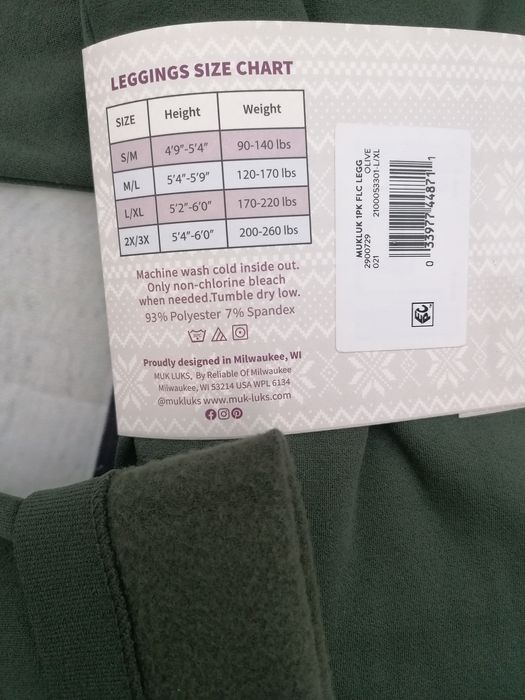 LEGGINGS SIZE CHART
SIZE Height Weight
S/M 4'9"-5'4" 90-140 lbs
M/L 5'4"-5'9" 120-170 lbs
L/XL 5'2"-6'0" 170-220 lbs
2X/3X 5'4"-6'0" 200-260 lbs
Machine wash cold inside out.
Only non-chlorine bleach
when needed.Tumble dry low.
93% Polyester 7% Spandex
Proudly designed in Milwaukee, WI
MUK LUKS, By Reliable Of Milwaukee
Milwaukee, WI 53214 USA WPL 6134
@mukluks www.muk-luks.com
MUKLUK 1PK FLC LEGG
2900729 OLIVE
021 2100053301-L/XL
0 33977 44871 1